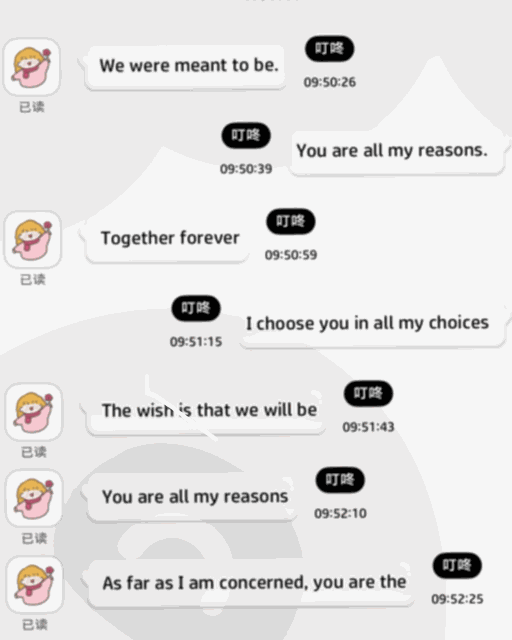 We were meant to be.
叮咚
09:50:26
已读
叮咚
09:50:39
You are all my reasons.
Together forever
叮咚
09:50:59
已读
叮咚
09:51:15
I choose you in all my choices
The wish is that we will be
叮咚
09:51:43
已读
You are all my reasons
叮咚
09:52:10
已读
As far as I am concerned, you are the
叮咚
09:52:25
已读